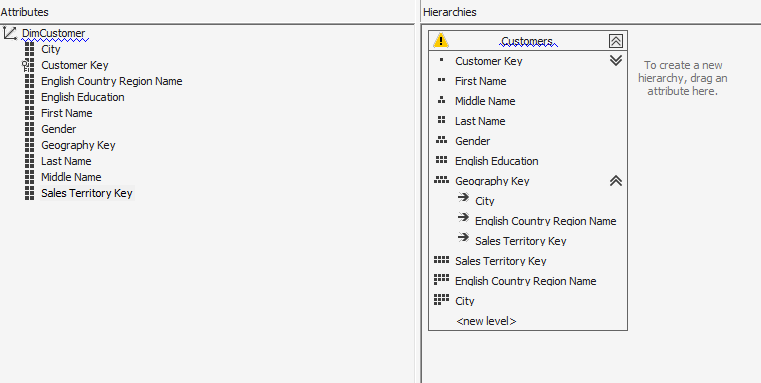 Attributes
DimCustomer
City
Customer Key
English Country Region Name
English Education
First Name
Gender
Geography Key
Last Name
Middle Name
Sales Territory Key
Hierarchies
Customers
Customer Key
First Name
Middle Name
Last Name
Gender
English Education
Geography Key
City
English Country Region Name
Sales Territory Key
Sales Territory Key
English Country Region Name
City
<new level>
To create a new
hierarchy, drag an
attribute here.